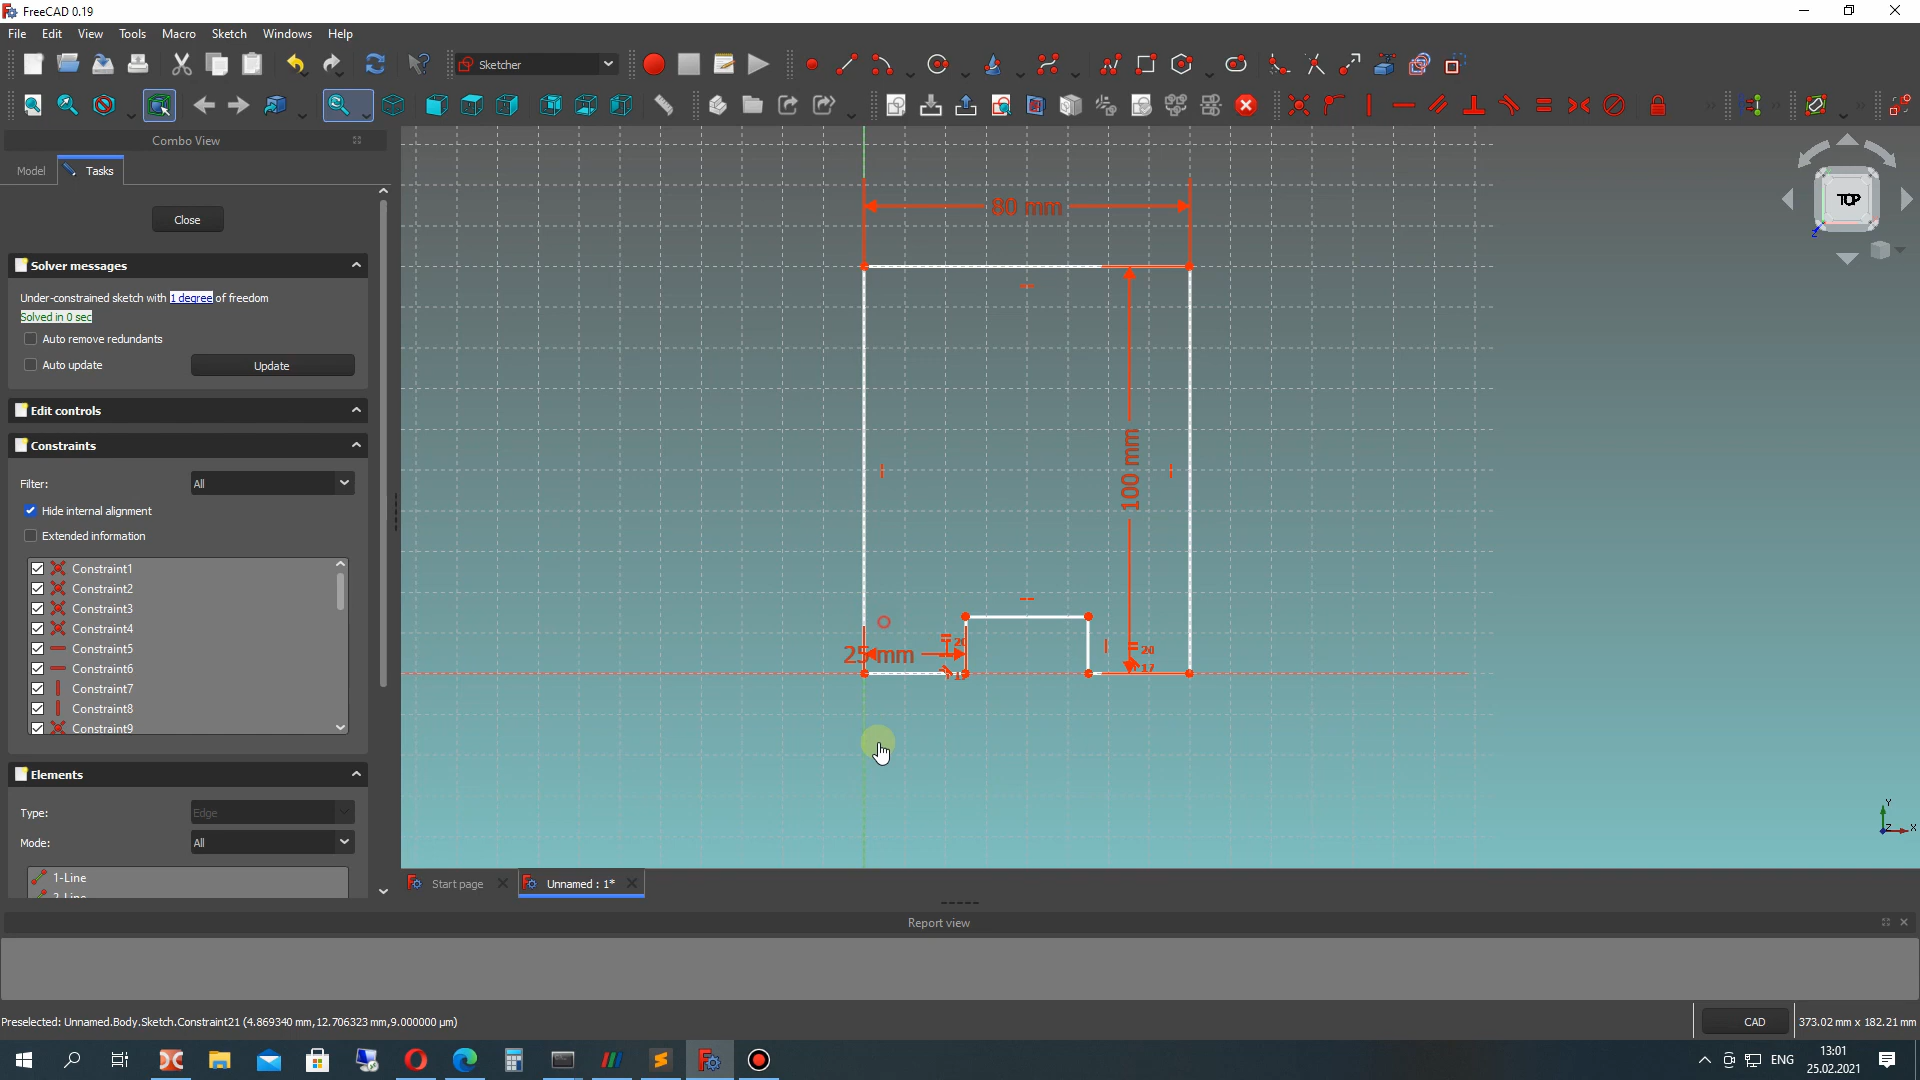 FreeCAD 0.19
File Edit View Tools Macro Sketch Windows Help
Sketcher
Combo View
Model Tasks
Close
Solver messages
Under-constrained sketch with 1 degree of freedom
Solved in 0 sec
Auto remove redundants
Auto update
Update
Edit controls
Constraints
Filter: All
Hide internal alignment
Extended information
Constraint1
Constraint2
Constraint3
Constraint4
Constraint5
Constraint6
Constraint7
Constraint8
Constraint9
Elements
Type: Edge
Mode: All
1-Line
2-Line
80 mm
100 mm
25 mm
20
17
20
17
TOP
Z
Y
Z
X
Start page Unnamed : 1*
Report view
Preselected: Unnamed.Body.Sketch.Constraint21 (4.869340 mm,12.706323 mm,9.000000 µm)
CAD
373.02 mm x 182.21 mm
ENG
13:01
25.02.2021